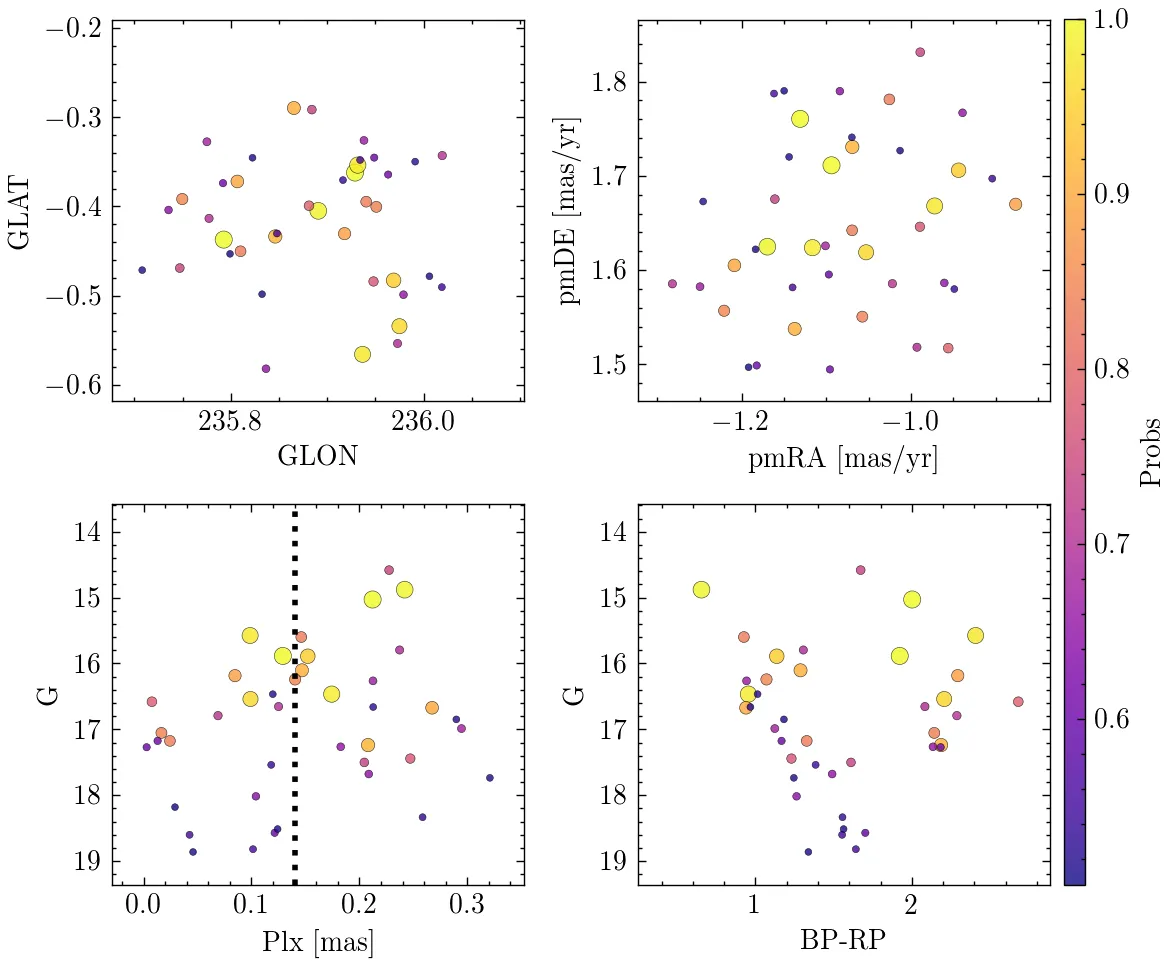 −0.2
−0.3
−0.4
−0.5
−0.6
GLAT
235.8 236.0
GLON
1.8
1.7
1.6
1.5
pmDE [mas/yr]
−1.2 −1.0
pmRA [mas/yr]
14
15
16
17
18
19
G
0.0 0.1 0.2 0.3
Plx [mas]
14
15
16
17
18
19
G
1 2
BP-RP
1.0
0.9
0.8
0.7
0.6
Probs